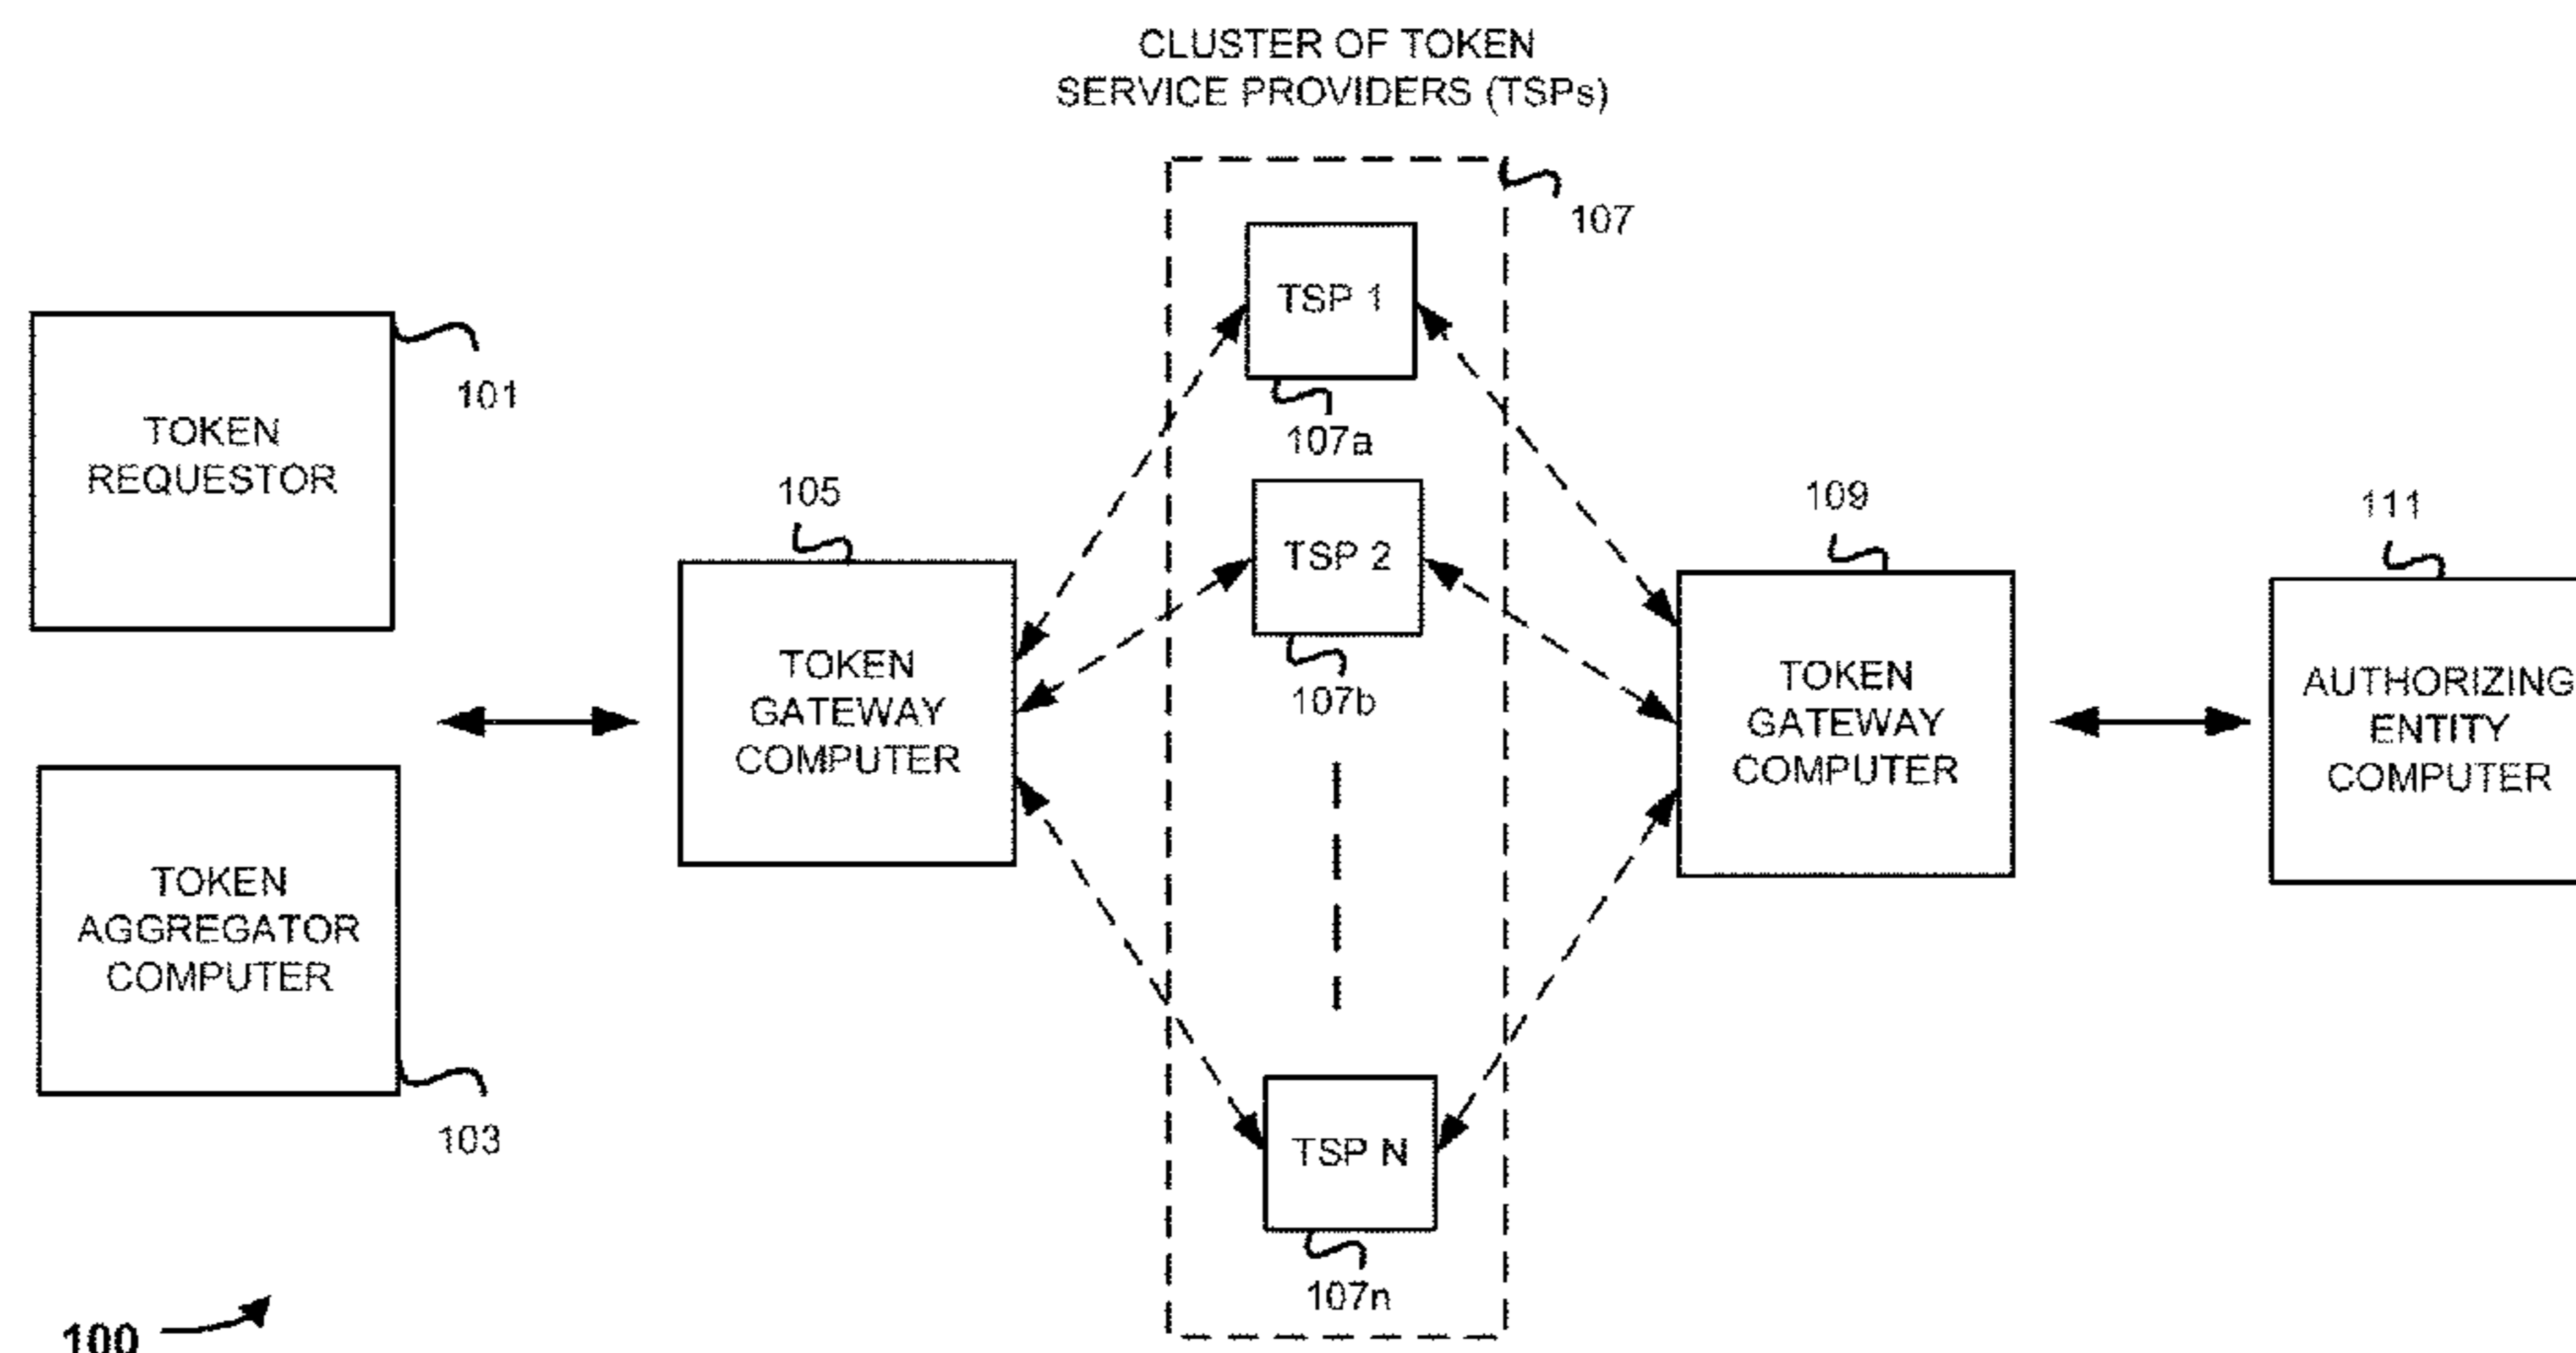 CLUSTER OF TOKEN
SERVICE PROVIDERS (TSPs)
107
TSP 1
107a
101
TOKEN
REQUESTOR
105
TSP 2
107b
109
111
TOKEN
GATEWAY
COMPUTER
TOKEN
GATEWAY
COMPUTER
AUTHORIZING
ENTITY
COMPUTER
TOKEN
AGGREGATOR
COMPUTER
103
TSP N
107n
100